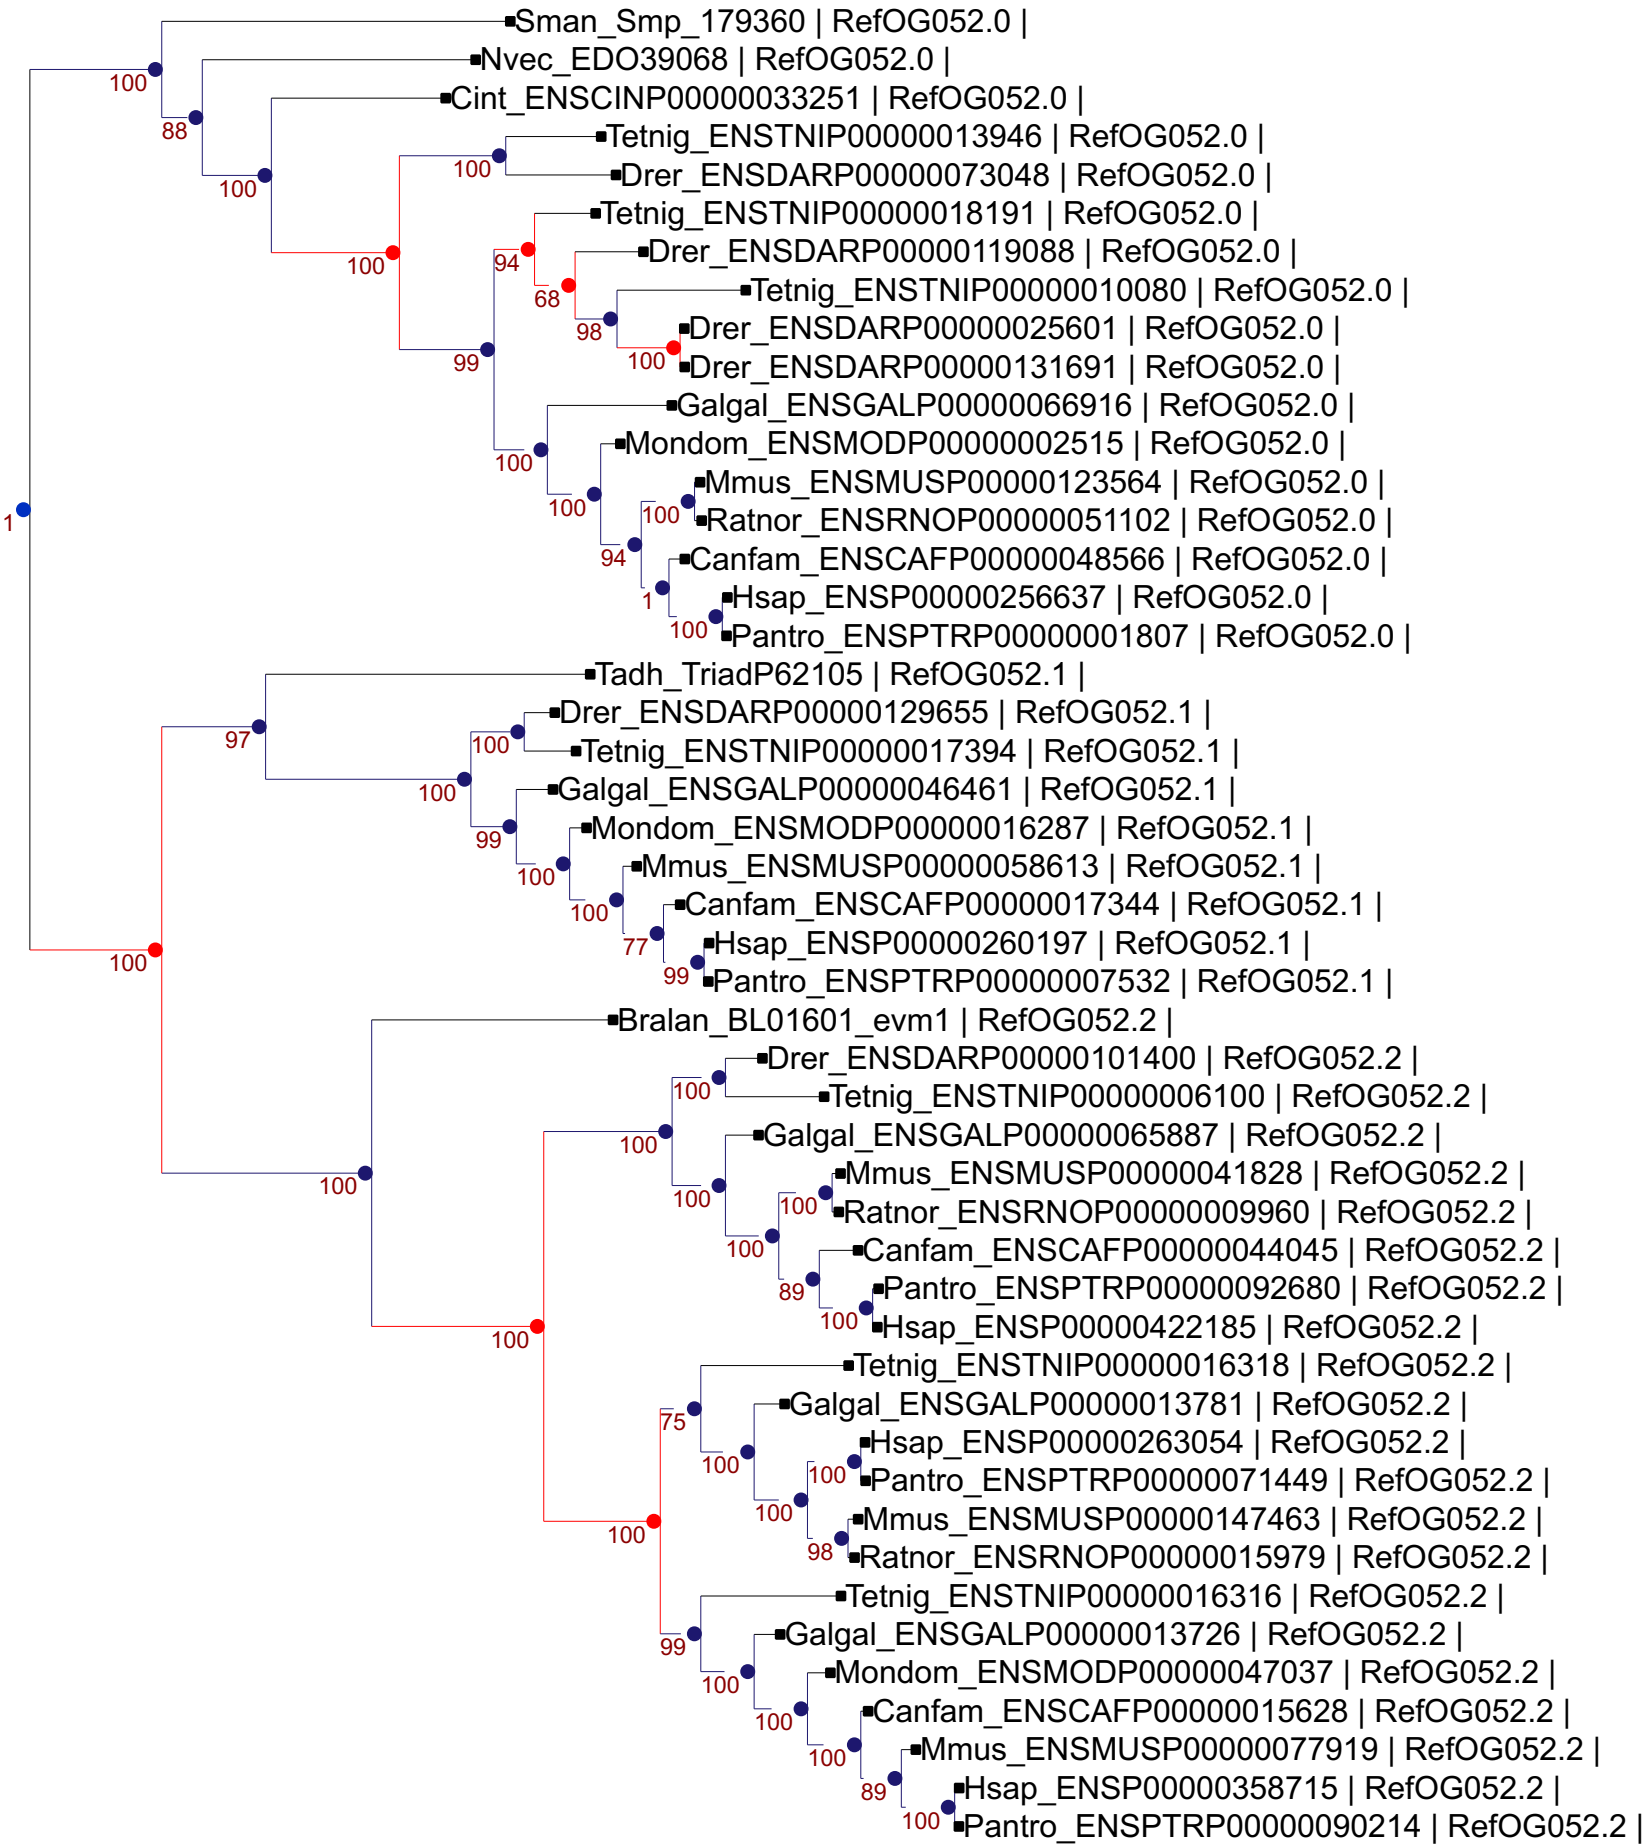 Sman_Smp_179360 | RefOG052.0 |
Nvec_EDO39068 | RefOG052.0 |
100
Cint_ENSCINP00000033251 | RefOG052.0 |
88
Tetnig_ENSTNIP00000013946 | RefOG052.0 |
100
Drer_ENSDARP00000073048 | RefOG052.0 |
100
Tetnig_ENSTNIP00000018191 | RefOG052.0 |
Drer_ENSDARP00000119088 | RefOG052.0 |
100
94
Tetnig_ENSTNIP00000010080 | RefOG052.0 |
68
Drer_ENSDARP00000025601 | RefOG052.0 |
98
99
100
Drer_ENSDARP00000131691 | RefOG052.0 |
Galgal_ENSGALP00000066916 | RefOG052.0 |
Mondom_ENSMODP00000002515 | RefOG052.0 |
100
Mmus_ENSMUSP00000123564 | RefOG052.0 |
100
100
Ratnor_ENSRNOP00000051102 | RefOG052.0 |
1
94
Canfam_ENSCAFP00000048566 | RefOG052.0 |
1
Hsap_ENSP00000256637 | RefOG052.0 |
100
Pantro_ENSPTRP00000001807 | RefOG052.0 |
Tadh_TriadP62105 | RefOG052.1 |
Drer_ENSDARP00000129655 | RefOG052.1 |
97
100
Tetnig_ENSTNIP00000017394 | RefOG052.1 |
100
Galgal_ENSGALP00000046461 | RefOG052.1 |
Mondom_ENSMODP00000016287 | RefOG052.1 |
99
Mmus_ENSMUSP00000058613 | RefOG052.1 |
100
Canfam_ENSCAFP00000017344 | RefOG052.1 |
100
Hsap_ENSP00000260197 | RefOG052.1 |
77
100
99
Pantro_ENSPTRP00000007532 | RefOG052.1 |
Bralan_BL01601_evm1 | RefOG052.2 |
Drer_ENSDARP00000101400 | RefOG052.2 |
100
Tetnig_ENSTNIP00000006100 | RefOG052.2 |
Galgal_ENSGALP00000065887 | RefOG052.2 |
100
Mmus_ENSMUSP00000041828 | RefOG052.2 |
100
100
100
Ratnor_ENSRNOP00000009960 | RefOG052.2 |
Canfam_ENSCAFP00000044045 | RefOG052.2 |
100
Pantro_ENSPTRP00000092680 | RefOG052.2 |
89
100
Hsap_ENSP00000422185 | RefOG052.2 |
100
Tetnig_ENSTNIP00000016318 | RefOG052.2 |
Galgal_ENSGALP00000013781 | RefOG052.2 |
75
Hsap_ENSP00000263054 | RefOG052.2 |
100
100
Pantro_ENSPTRP00000071449 | RefOG052.2 |
100
Mmus_ENSMUSP00000147463 | RefOG052.2 |
100
98
Ratnor_ENSRNOP00000015979 | RefOG052.2 |
Tetnig_ENSTNIP00000016316 | RefOG052.2 |
Galgal_ENSGALP00000013726 | RefOG052.2 |
99
Mondom_ENSMODP00000047037 | RefOG052.2 |
100
Canfam_ENSCAFP00000015628 | RefOG052.2 |
100
Mmus_ENSMUSP00000077919 | RefOG052.2 |
100
Hsap_ENSP00000358715 | RefOG052.2 |
89
100
Pantro_ENSPTRP00000090214 | RefOG052.2 |